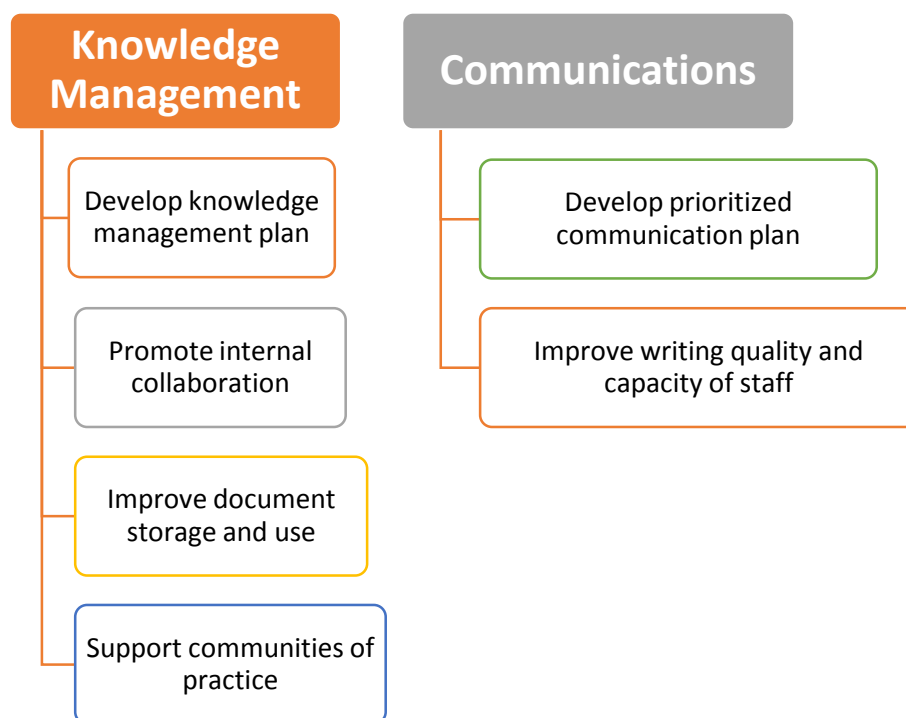 Knowledge
Management
Develop knowledge
management plan
Promote internal
collaboration
Improve document
storage and use
Support communities of
practice
Communications
Develop prioritized
communication plan
Improve writing quality and
capacity of staff